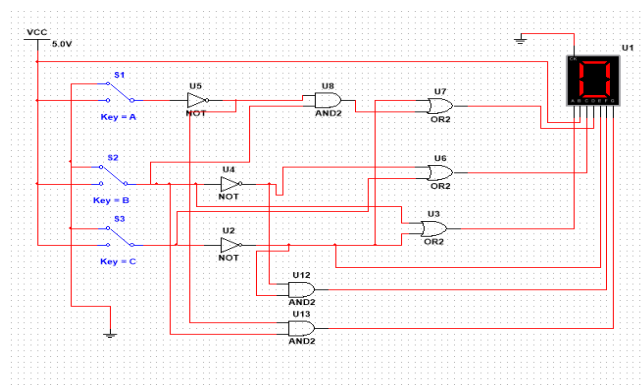 VCC
5.0V
S1
Key = A
U5
NOT
U8
AND2
U7
OR2
U1
CK
A B C D E F G
S2
Key = B
U4
NOT
U6
OR2
S3
Key = C
U2
NOT
U3
OR2
U12
AND2
U13
AND2